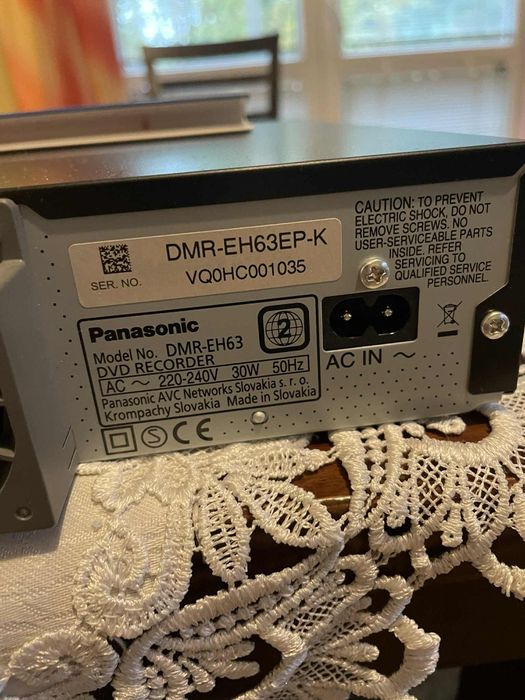 DMR-EH63EP-K
SER. NO. VQ0HC001035
CAUTION: TO PREVENT
ELECTRIC SHOCK, DO NOT
REMOVE SCREWS. NO
USER-SERVICEABLE PARTS
INSIDE. REFER
SERVICING TO
QUALIFIED SERVICE
PERSONNEL.
Panasonic
2
Model No. DMR-EH63
DVD RECORDER
AC ~ 220-240V 30W 50Hz
Panasonic AVC Networks Slovakia s. r. o.
Krompachy Slovakia Made in Slovakia
S CE
AC IN ~